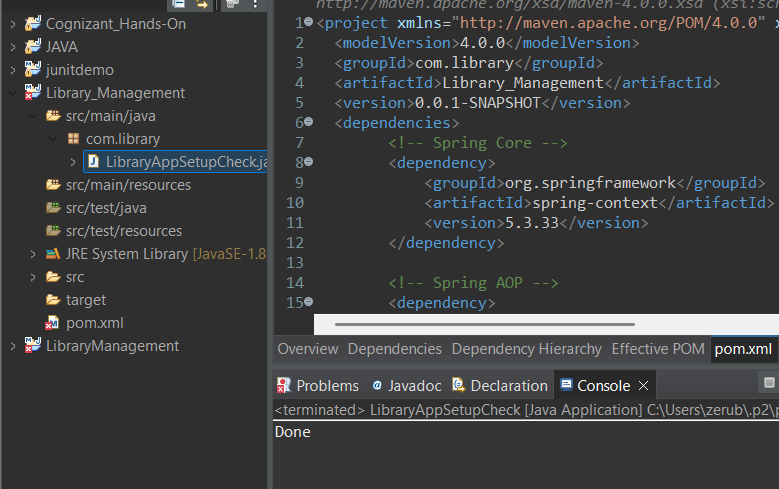 Cognizant_Hands-On
JAVA
junitdemo
Library_Management
src/main/java
com.library
LibraryAppSetupCheck.ja
src/main/resources
src/test/java
src/test/resources
JRE System Library [JavaSE-1.8
src
target
pom.xml
LibraryManagement
http://maven.apache.org/xsd/maven-4.0.0.xsd (xsi:sch
1 <project xmlns="http://maven.apache.org/POM/4.0.0" x
2 <modelVersion>4.0.0</modelVersion>
3 <groupId>com.library</groupId>
4 <artifactId>Library_Management</artifactId>
5 <version>0.0.1-SNAPSHOT</version>
6 <dependencies>
7 <!-- Spring Core -->
8 <dependency>
9 <groupId>org.springframework</groupId>
10 <artifactId>spring-context</artifactId>
11 <version>5.3.33</version>
12 </dependency>
13
14 <!-- Spring AOP -->
15 <dependency>
Overview Dependencies Dependency Hierarchy Effective POM pom.xml
Problems Javadoc Declaration Console
<terminated> LibraryAppSetupCheck [Java Application] C:\Users\zerub\.p2\p
Done